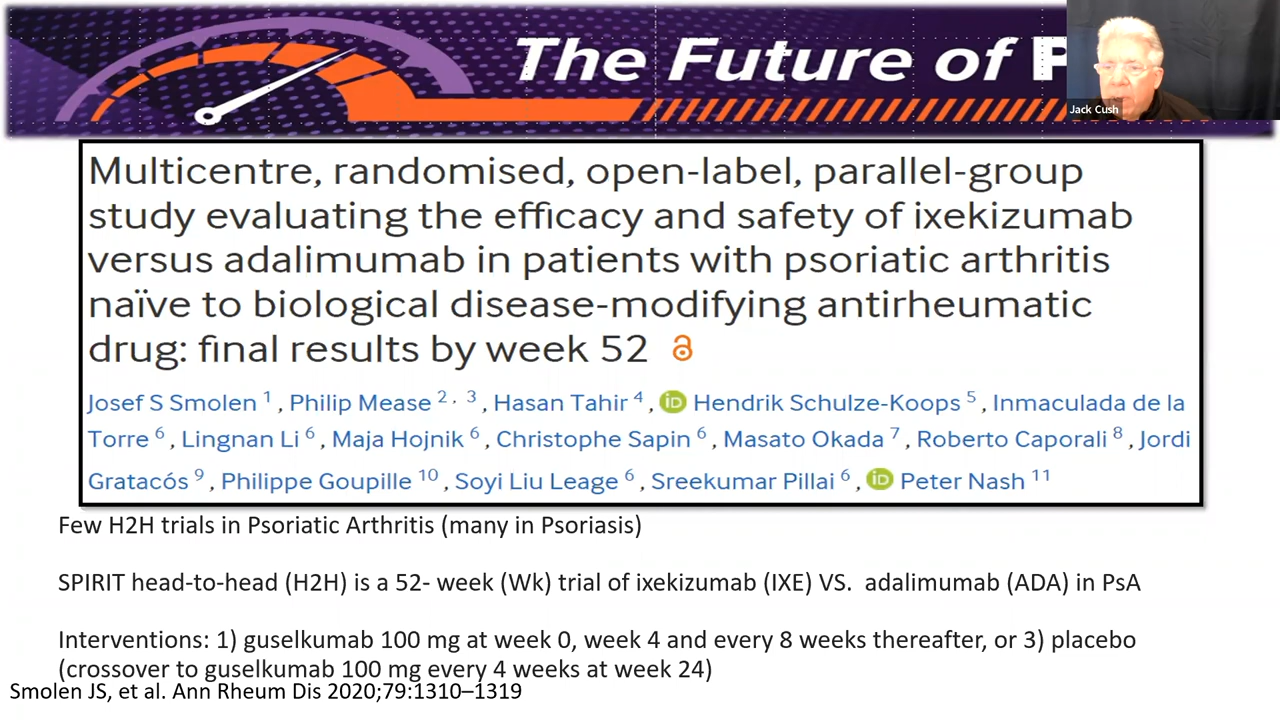 The Future of P
Jack Cush
Multicentre, randomised, open-label, parallel-group
study evaluating the efficacy and safety of ixekizumab
versus adalimumab in patients with psoriatic arthritis
naïve to biological disease-modifying antirheumatic
drug: final results by week 52
Josef S Smolen 1 , Philip Mease 2 , 3 , Hasan Tahir 4 , iD Hendrik Schulze-Koops 5 , Inmaculada de la
Torre 6 , Lingnan Li 6 , Maja Hojnik 6 , Christophe Sapin 6 , Masato Okada 7 , Roberto Caporali 8 , Jordi
Gratacós 9 , Philippe Goupille 10 , Soyi Liu Leage 6 , Sreekumar Pillai 6 , iD Peter Nash 11
Few H2H trials in Psoriatic Arthritis (many in Psoriasis)
SPIRIT head-to-head (H2H) is a 52- week (Wk) trial of ixekizumab (IXE) VS. adalimumab (ADA) in PsA
Interventions: 1) guselkumab 100 mg at week 0, week 4 and every 8 weeks thereafter, or 3) placebo
(crossover to guselkumab 100 mg every 4 weeks at week 24)
Smolen JS, et al. Ann Rheum Dis 2020;79:1310–1319